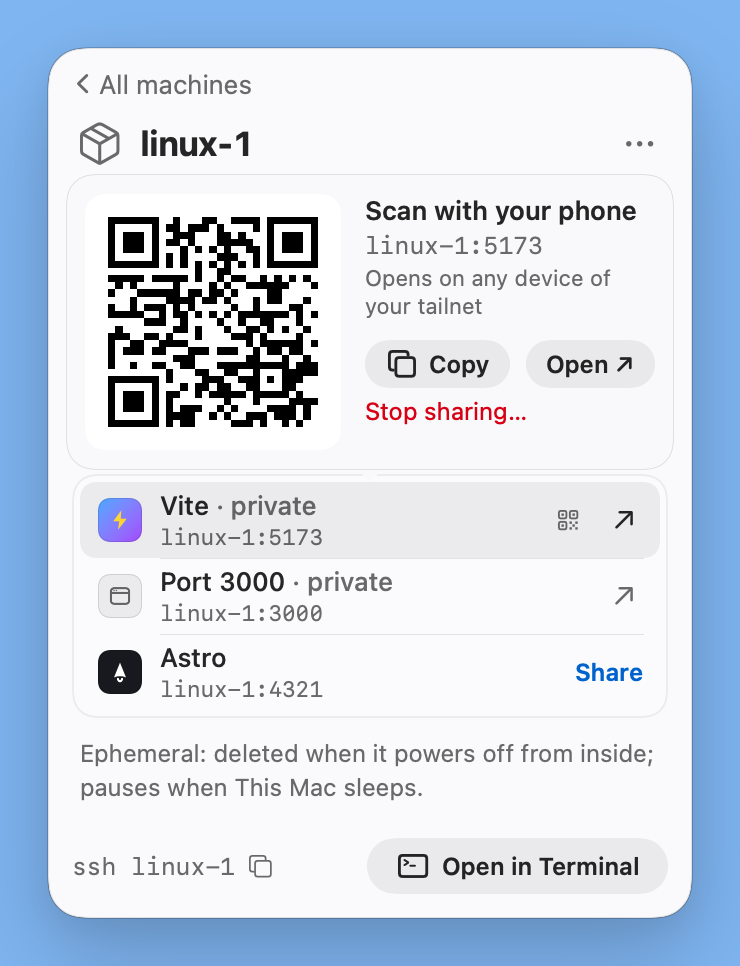 All machines
linux-1
Scan with your phone
linux-1:5173
Opens on any device of
your tailnet
Copy
Open
Stop sharing...
Vite · private
linux-1:5173
Port 3000 · private
linux-1:3000
Astro
linux-1:4321
Share
Ephemeral: deleted when it powers off from inside;
pauses when This Mac sleeps.
ssh linux-1
Open in Terminal